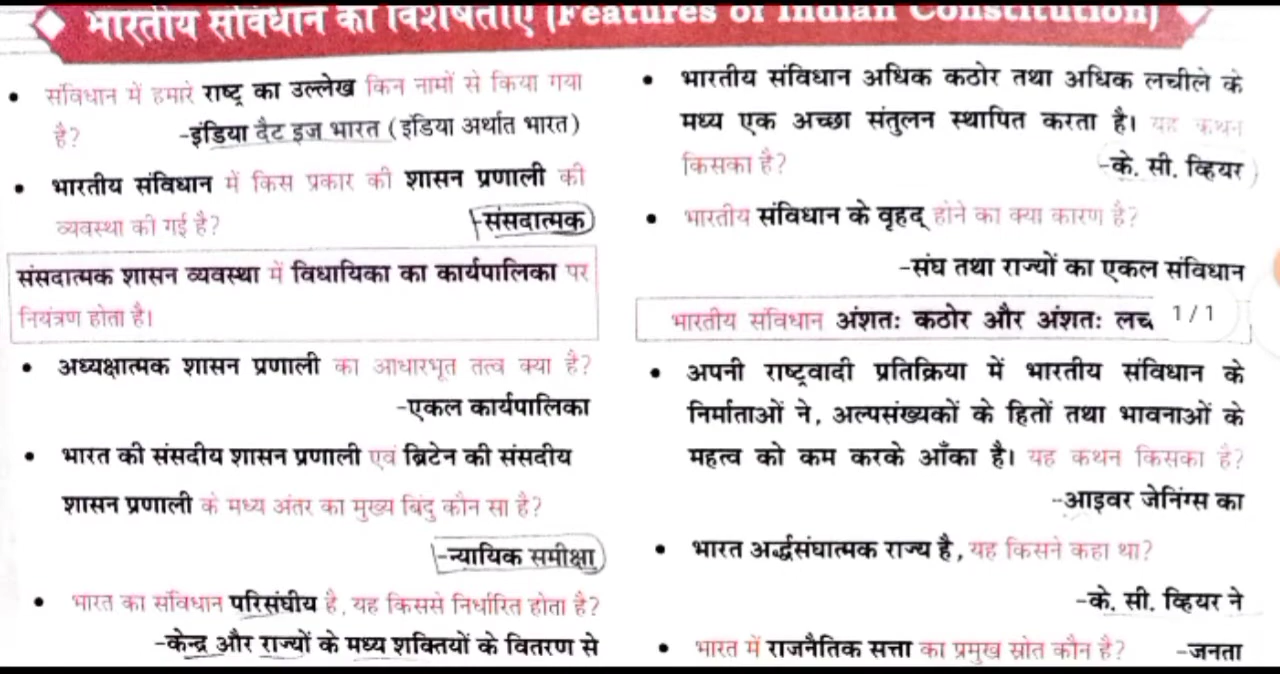 भारतीय संविधान की विशेषताएँ (Features of Indian Constitution)
• संविधान में हमारे राष्ट्र का उल्लेख किन नामों से किया गया
है? -इंडिया दैट इज भारत (इंडिया अर्थात भारत)
• भारतीय संविधान में किस प्रकार की शासन प्रणाली की
व्यवस्था की गई है? -संसदात्मक
संसदात्मक शासन व्यवस्था में विधायिका का कार्यपालिका पर
नियंत्रण होता है।
• अध्यक्षात्मक शासन प्रणाली का आधारभूत तत्व क्या है?
-एकल कार्यपालिका
• भारत की संसदीय शासन प्रणाली एवं ब्रिटेन की संसदीय
शासन प्रणाली के मध्य अंतर का मुख्य बिंदु कौन सा है?
-न्यायिक समीक्षा
• भारत का संविधान परिसंघीय है, यह किससे निर्धारित होता है?
-केन्द्र और राज्यों के मध्य शक्तियों के वितरण से
• भारतीय संविधान अधिक कठोर तथा अधिक लचीले के
मध्य एक अच्छा संतुलन स्थापित करता है। यह कथन
किसका है? -के. सी. व्हियर
• भारतीय संविधान के वृहद् होने का क्या कारण है?
-संघ तथा राज्यों का एकल संविधान
भारतीय संविधान अंशतः कठोर और अंशतः लच
1 / 1
• अपनी राष्ट्रवादी प्रतिक्रिया में भारतीय संविधान के
निर्माताओं ने, अल्पसंख्यकों के हितों तथा भावनाओं के
महत्व को कम करके आँका है। यह कथन किसका है?
-आइवर जेनिंग्स का
• भारत अर्द्धसंघात्मक राज्य है, यह किसने कहा था?
-के. सी. व्हियर ने
• भारत में राजनैतिक सत्ता का प्रमुख स्रोत कौन है? -जनता